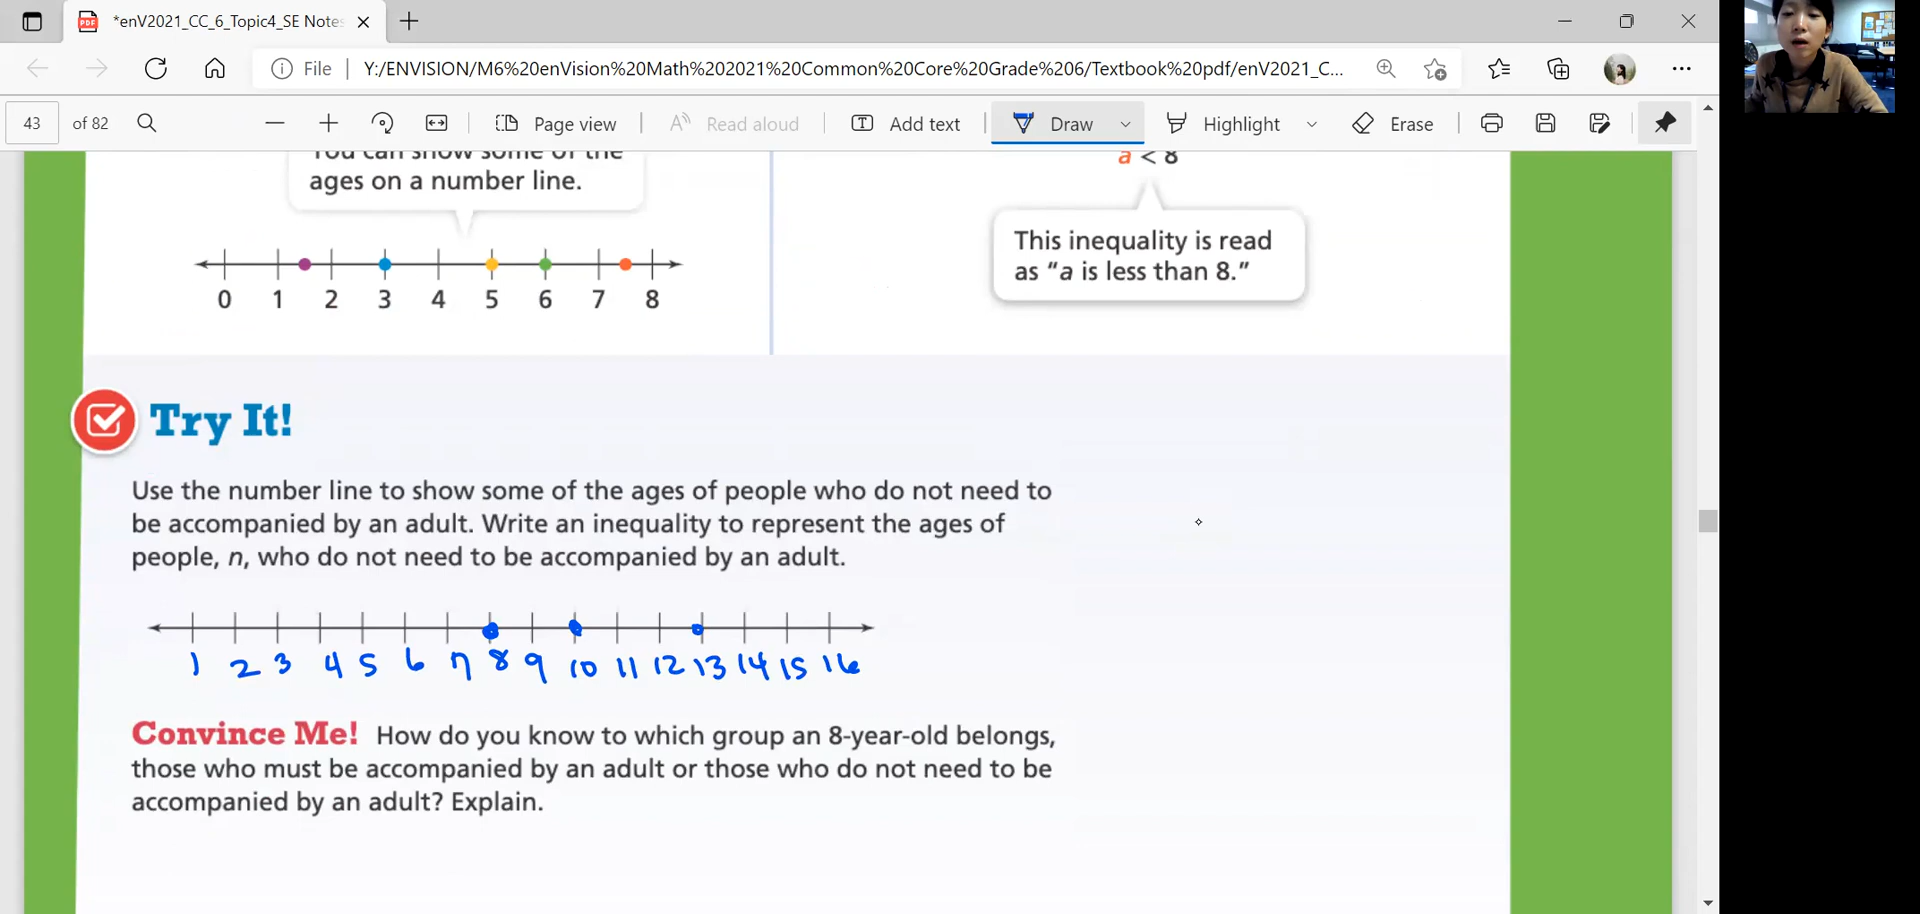 *enV2021_CC_6_Topic4_SE Notes
File Y:/ENVISION/M6%20enVision%20Math%202021%20Common%20Core%20Grade%206/Textbook%20pdf/enV2021_C...
43 of 82 Page view Read aloud Add text Draw Highlight Erase
You can show some of the
ages on a number line.
0 1 2 3 4 5 6 7 8
a < 8
This inequality is read
as “a is less than 8.”
Try It!
Use the number line to show some of the ages of people who do not need to
be accompanied by an adult. Write an inequality to represent the ages of
people, n, who do not need to be accompanied by an adult.
1 2 3 4 5 6 7 8 9 10 11 12 13 14 15 16
Convince Me! How do you know to which group an 8-year-old belongs,
those who must be accompanied by an adult or those who do not need to be
accompanied by an adult? Explain.